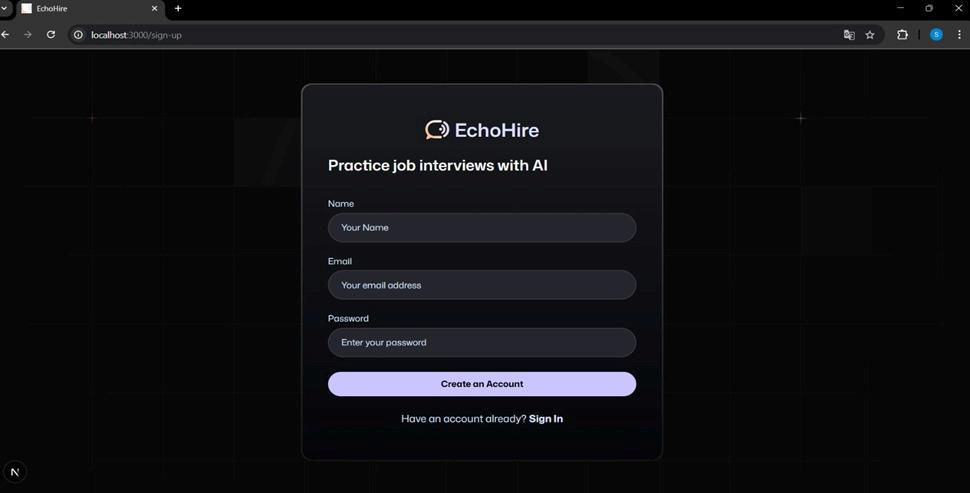 EchoHire
localhost:3000/sign-up
S
EchoHire
Practice job interviews with AI
Name
Your Name
Email
Your email address
Password
Enter your password
Create an Account
Have an account already? Sign In
N